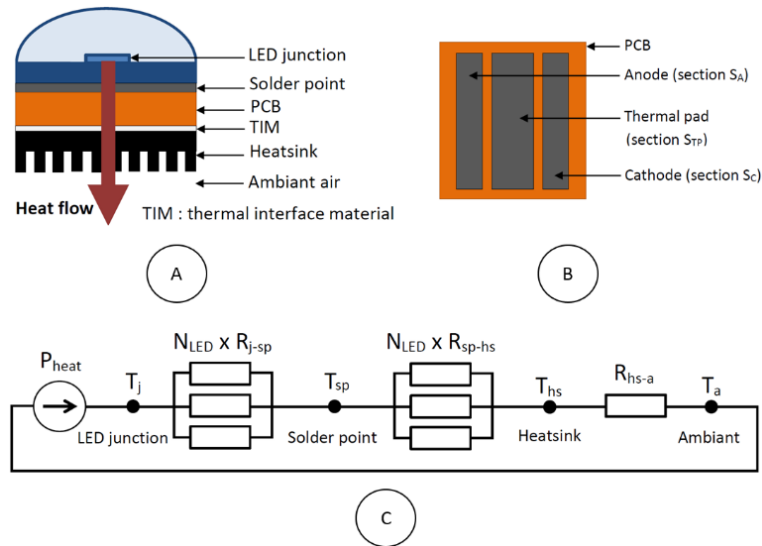 LED junction
Solder point
PCB
TIM
Heatsink
Ambiant air
Heat flow
TIM : thermal interface material
A
PCB
Anode (section SA)
Thermal pad
(section STP)
Cathode (section SC)
B
Pheat
Tj
NLED x Rj-sp
Tsp
NLED x Rsp-hs
Ths
Rhs-a
Ta
LED junction
Solder point
Heatsink
Ambiant
C